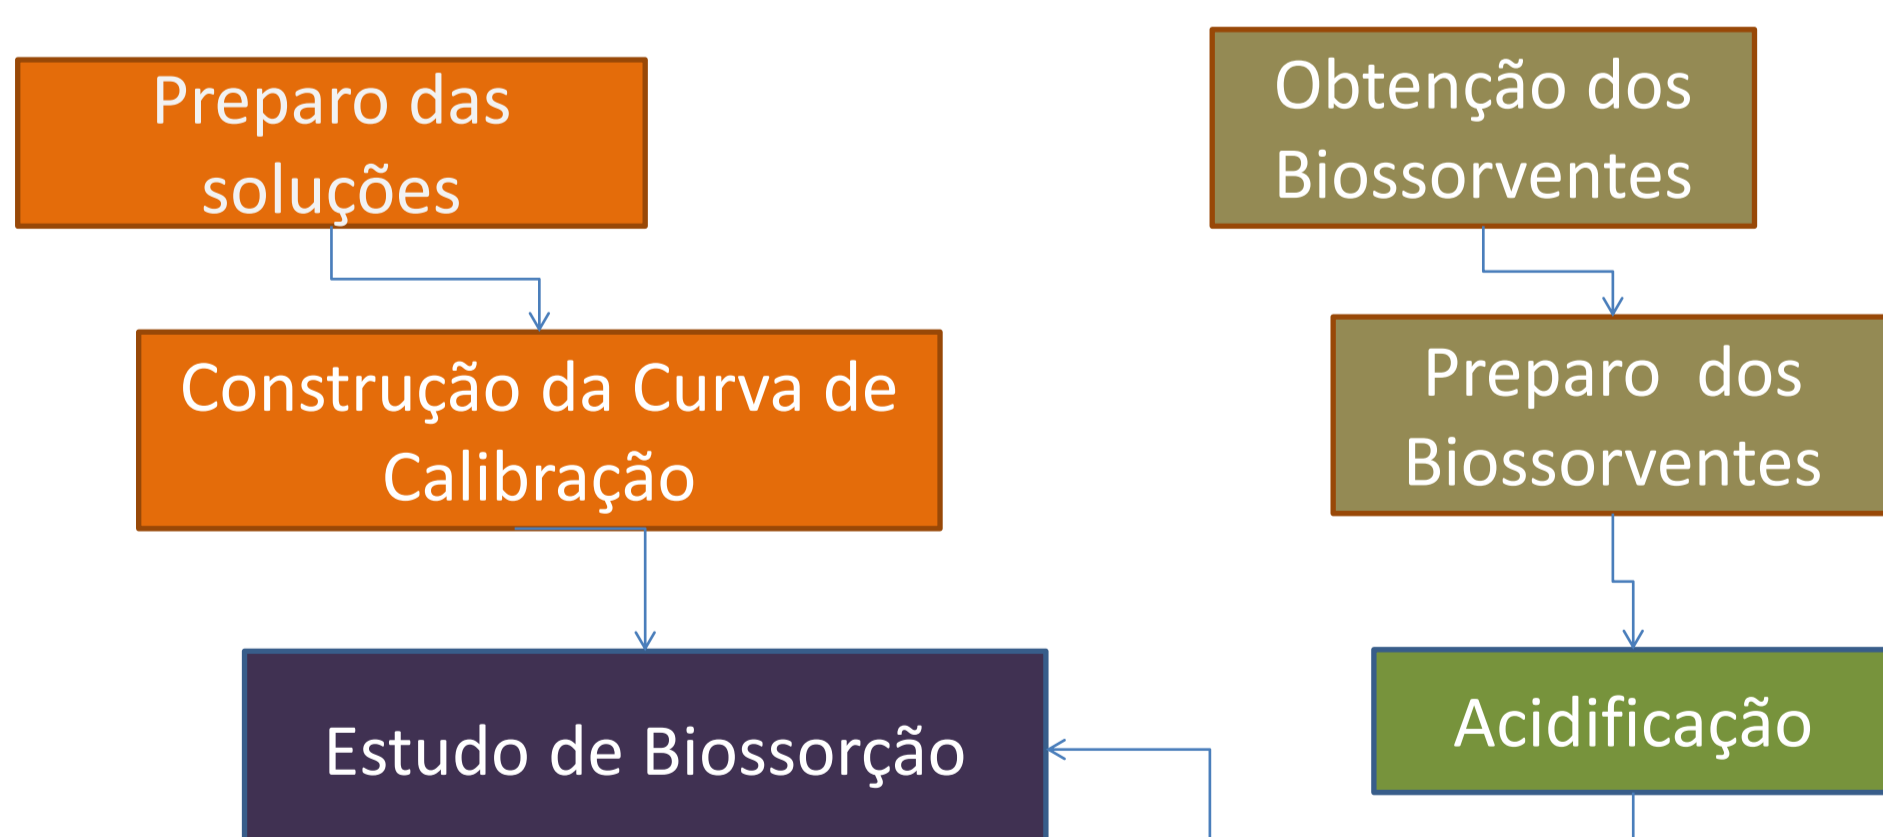 Preparo das
soluções
Construção da Curva de
Calibração
Estudo de Biossorção
Obtenção dos
Biossorventes
Preparo dos
Biossorventes
Acidificação